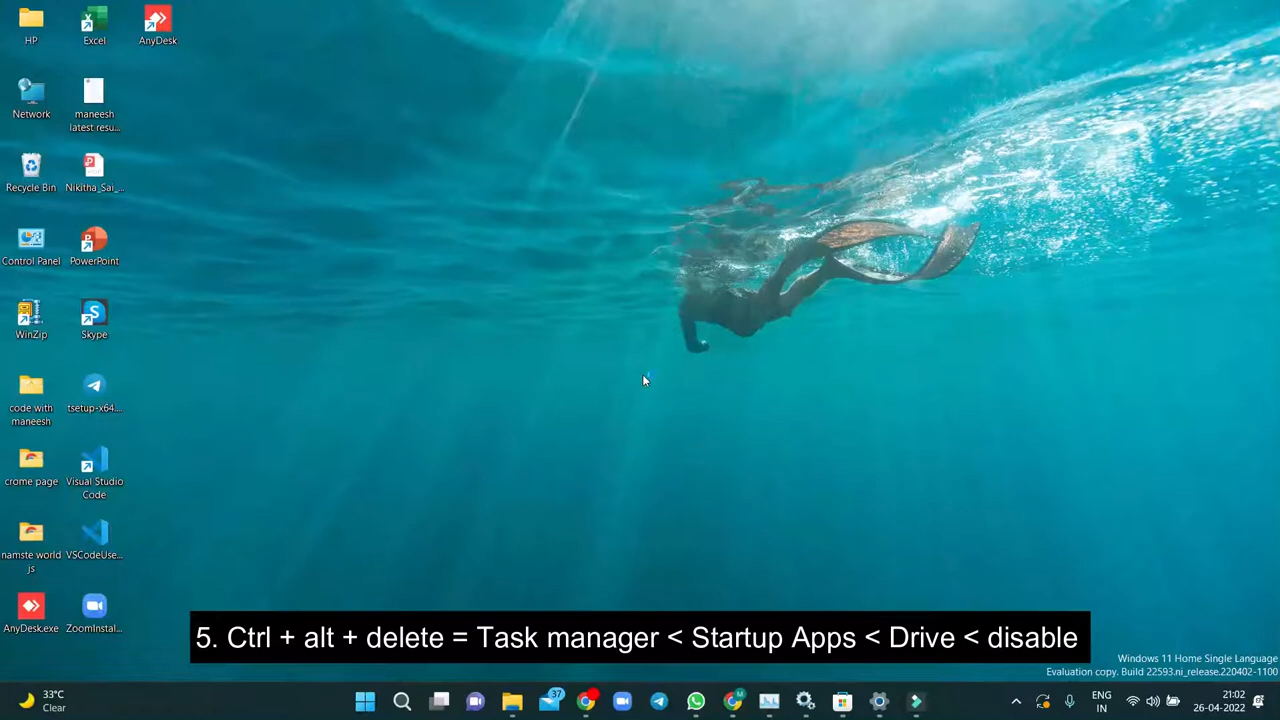 HP
Excel
AnyDesk
Network
maneesh
latest resu...
Recycle Bin
Nikitha_Sai_...
Control Panel
PowerPoint
WinZip
Skype
code with
maneesh
tsetup-x64....
crome page
Visual Studio
Code
namste world
js
VSCodeUse...
AnyDesk.exe
ZoomInstal...
5. Ctrl + alt + delete = Task manager < Startup Apps < Drive < disable
Windows 11 Home Single Language
Evaluation copy. Build 22593.ni_release.220402-1100
33°C
Clear
37
M
ENG
IN
21:02
26-04-2022